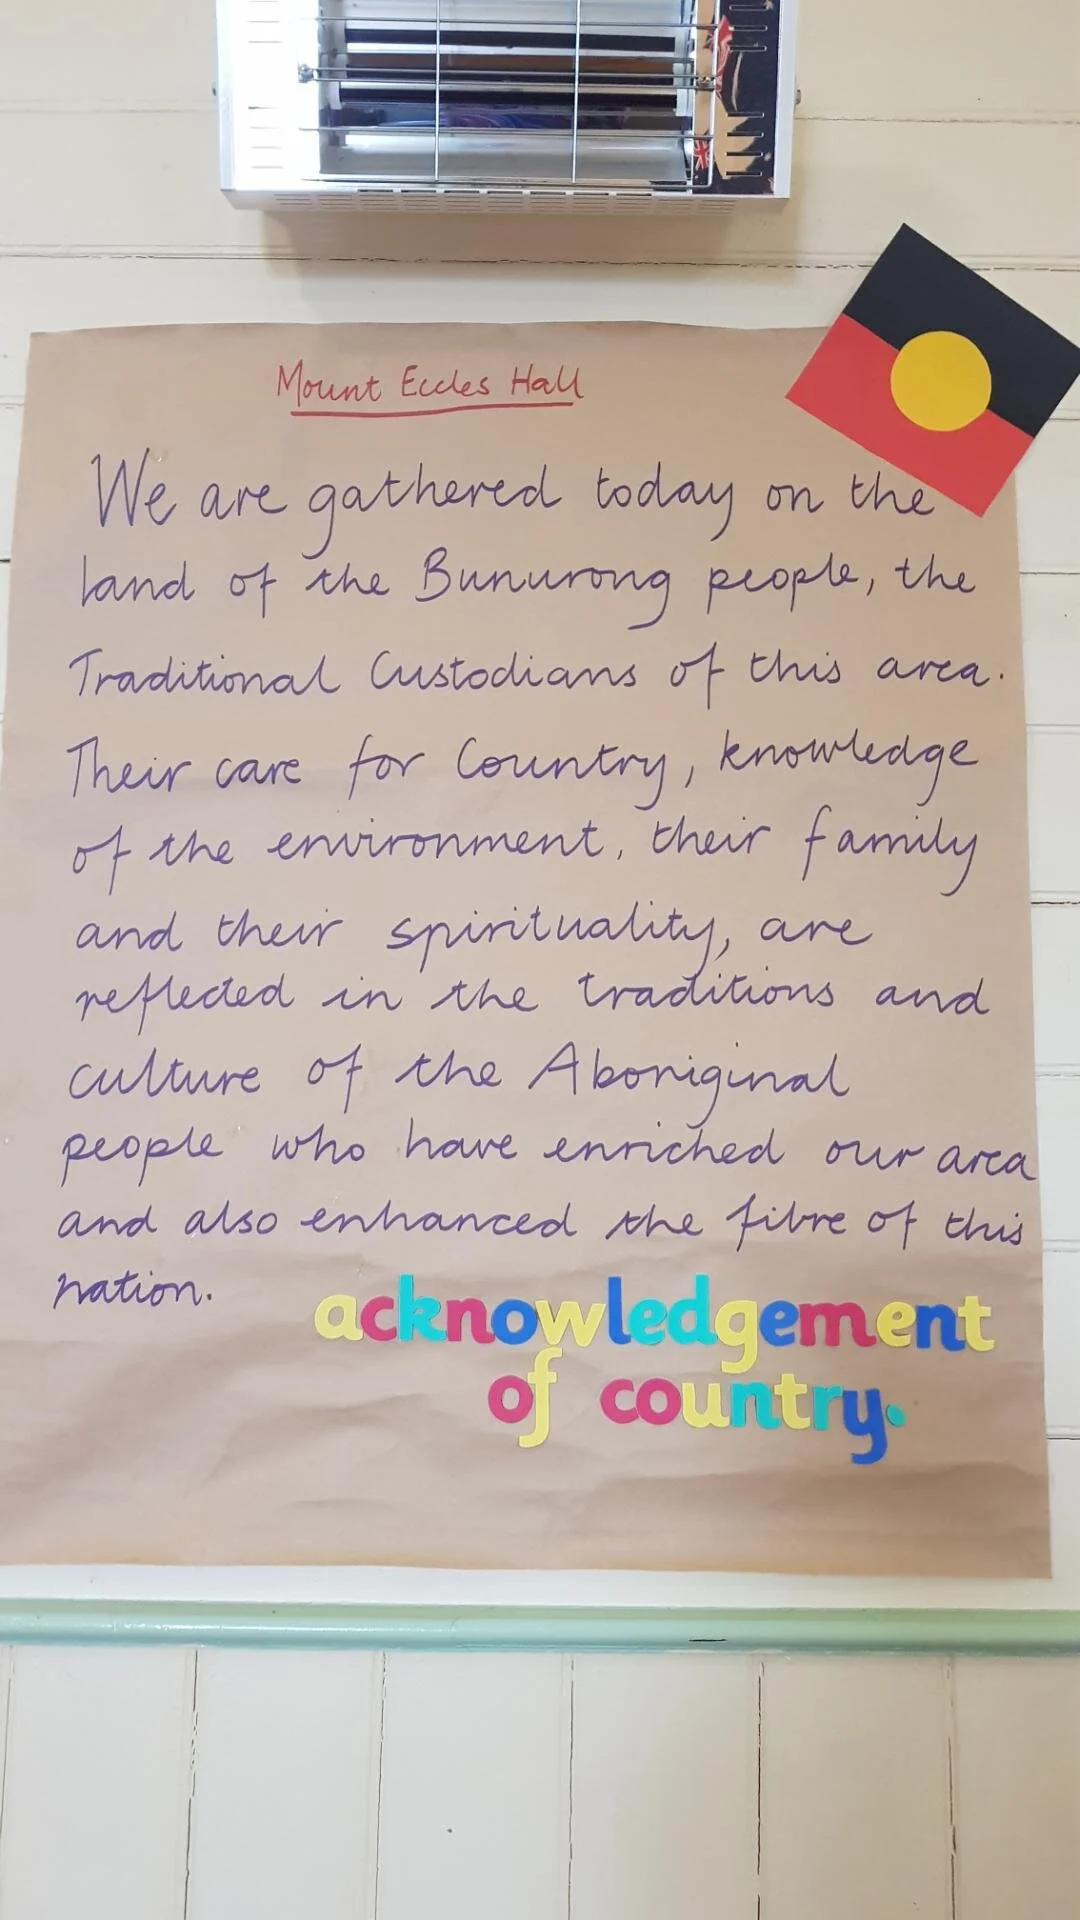 Mount Eccles Hall
We are gathered today on the
land of the Bunurong people, the
Traditional Custodians of this area.
Their care for Country, knowledge
of the environment, their family
and their spirituality, are
reflected in the traditions and
culture of the Aboriginal
people who have enriched our area
and also enhanced the fibre of this
nation.
acknowledgement
of country.